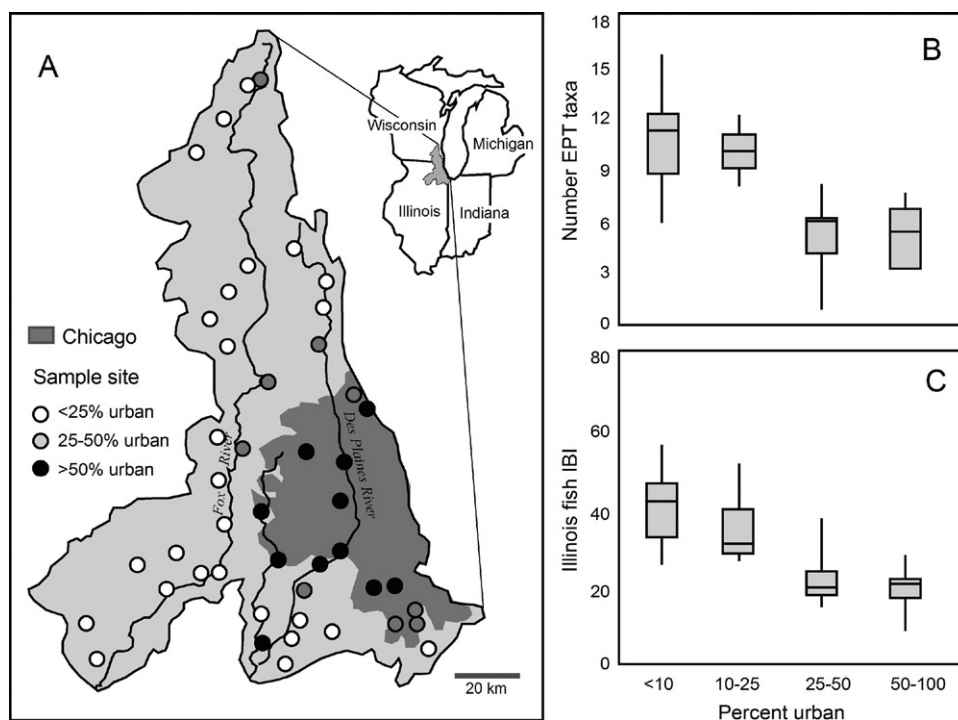 A
Wisconsin
Michigan
Illinois
Indiana
Chicago
Sample site
<25% urban
25-50% urban
>50% urban
Fox River
Des Plaines River
20 km
B
Number EPT taxa
18
15
12
9
6
3
0
C
Illinois fish IBI
80
60
40
20
0
<10 10-25 25-50 50-100
Percent urban